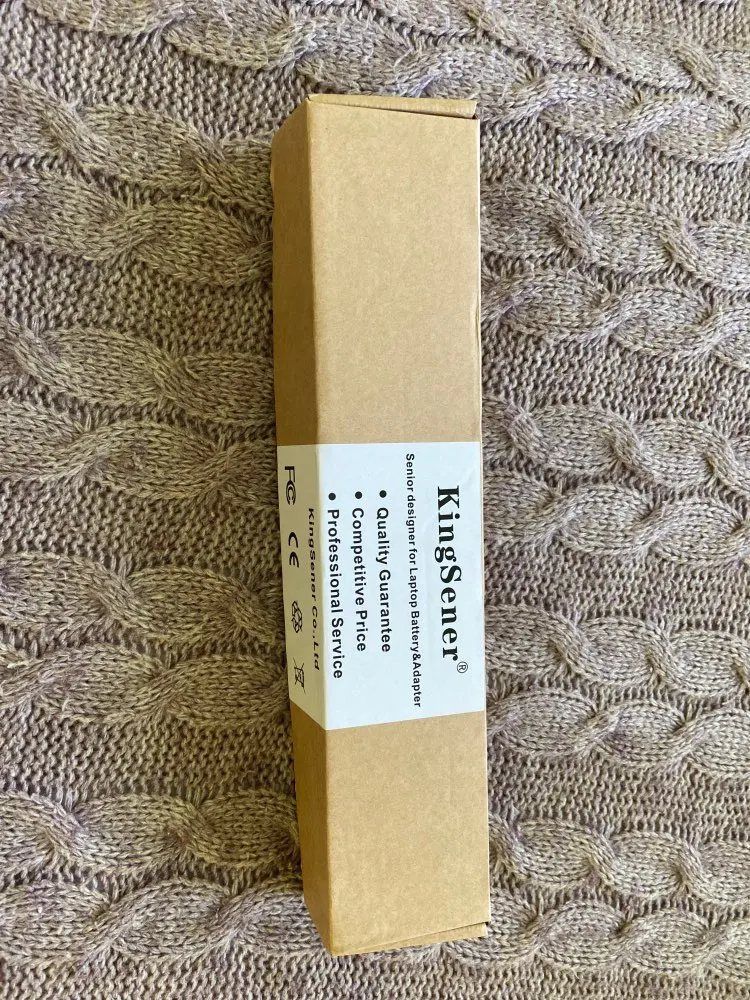 KingSener®
Senior designer for Laptop Battery&Adapter
● Quality Guarantee
● Competitive Price
● Professional Service
KingSener Co.,Ltd
FC CE